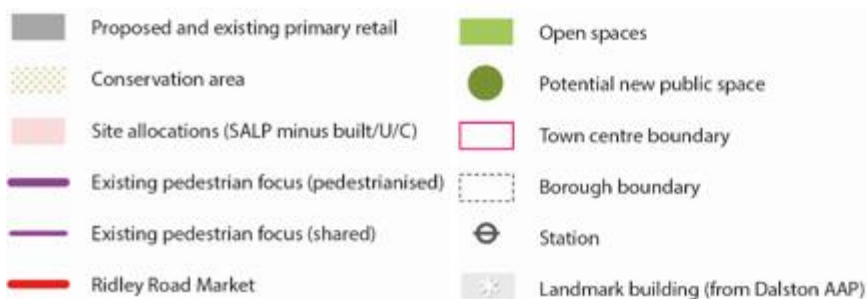 Proposed and existing primary retail
Conservation area
Site allocations (SALP minus built/U/C)
Existing pedestrian focus (pedestrianised)
Existing pedestrian focus (shared)
Ridley Road Market
Open spaces
Potential new public space
Town centre boundary
Borough boundary
Station
Landmark building (from Dalston AAP)